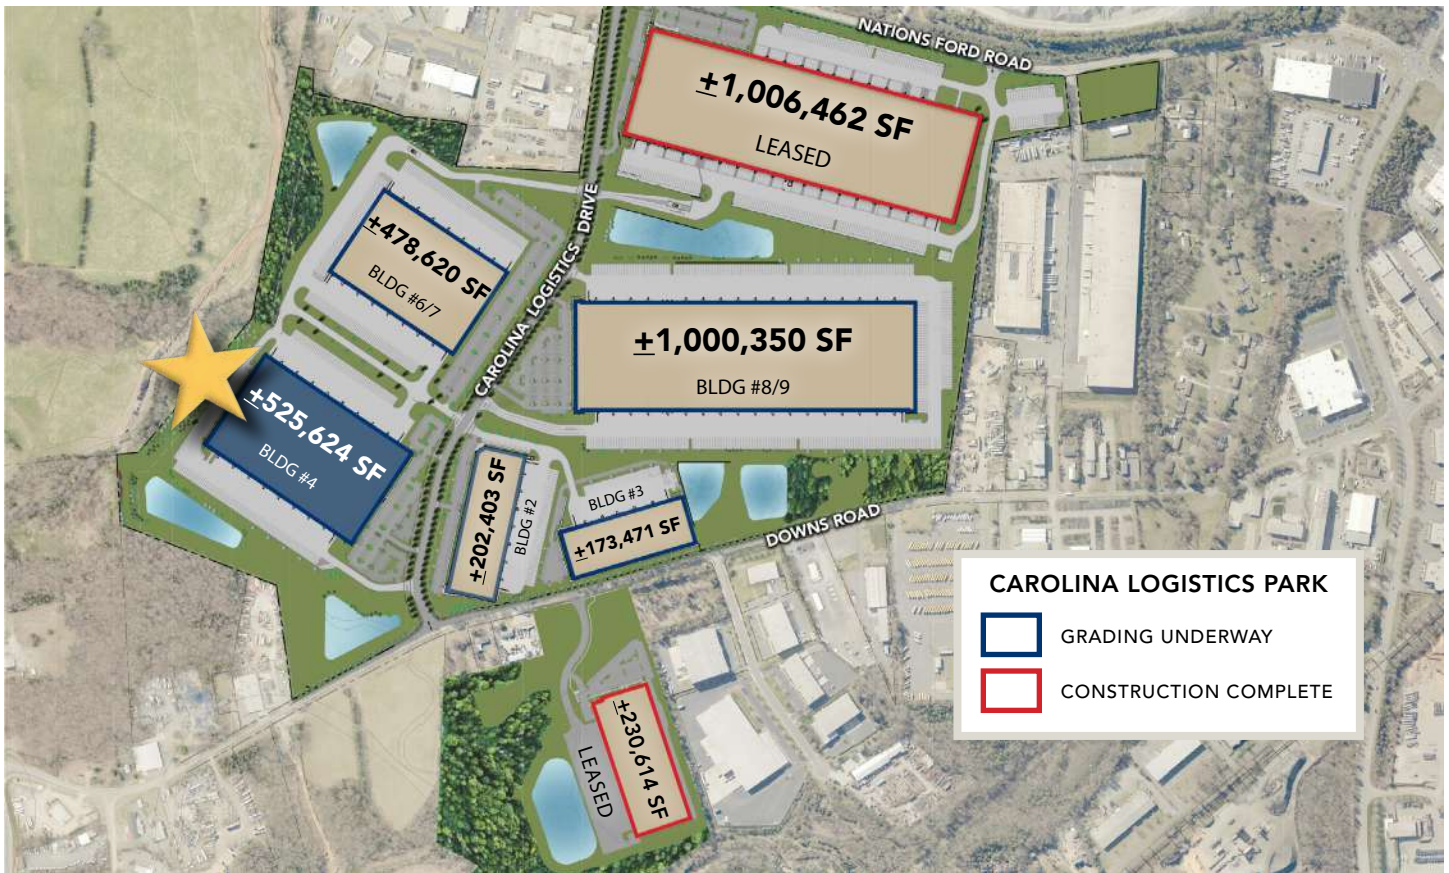 NATIONS FORD ROAD
±1,006,462 SF
LEASED
CAROLINA LOGISTICS DRIVE
±478,620 SF
BLDG #6/7
±1,000,350 SF
BLDG #8/9
±525,624 SF
BLDG #4
±202,403 SF
BLDG #2
BLDG #3
±173,471 SF
DOWNS ROAD
±230,614 SF
LEASED
CAROLINA LOGISTICS PARK
GRADING UNDERWAY
CONSTRUCTION COMPLETE